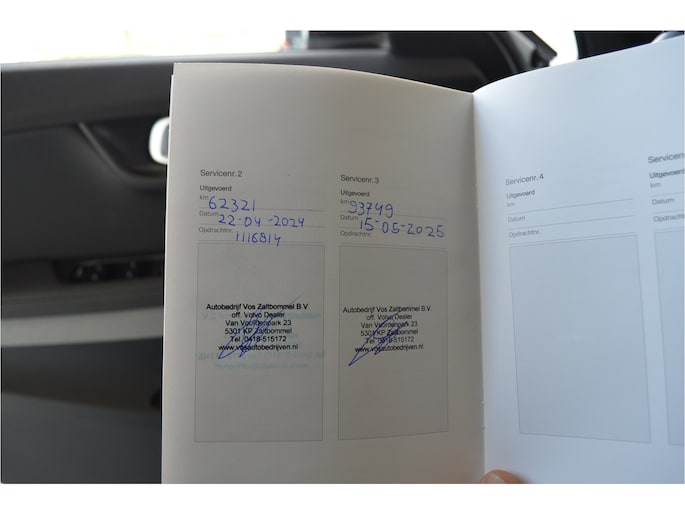 Servicenr. 2
Uitgevoerd
km 62321
Datum 22-04-2024
Opdrachtnr. 1116814
Autobedrijf Vos Zaltbommel B.V.
off. Volvo Dealer
Van Voordenpark 23
5301 KP Zaltbommel
Tel. 0418-515172
www.vosautobedrijven.nl
Servicenr. 3
Uitgevoerd
km 93749
Datum 15-05-2025
Opdrachtnr.
Autobedrijf Vos Zaltbommel B.V.
off. Volvo Dealer
Van Voordenpark 23
5301 KP Zaltbommel
Tel. 0418-515172
www.vosautobedrijven.nl
Servicenr. 4
Uitgevoerd
km
Datum
Opdrachtnr.
Servicenr.
Uitgevoerd
km
Datum
Opdrachtnr.